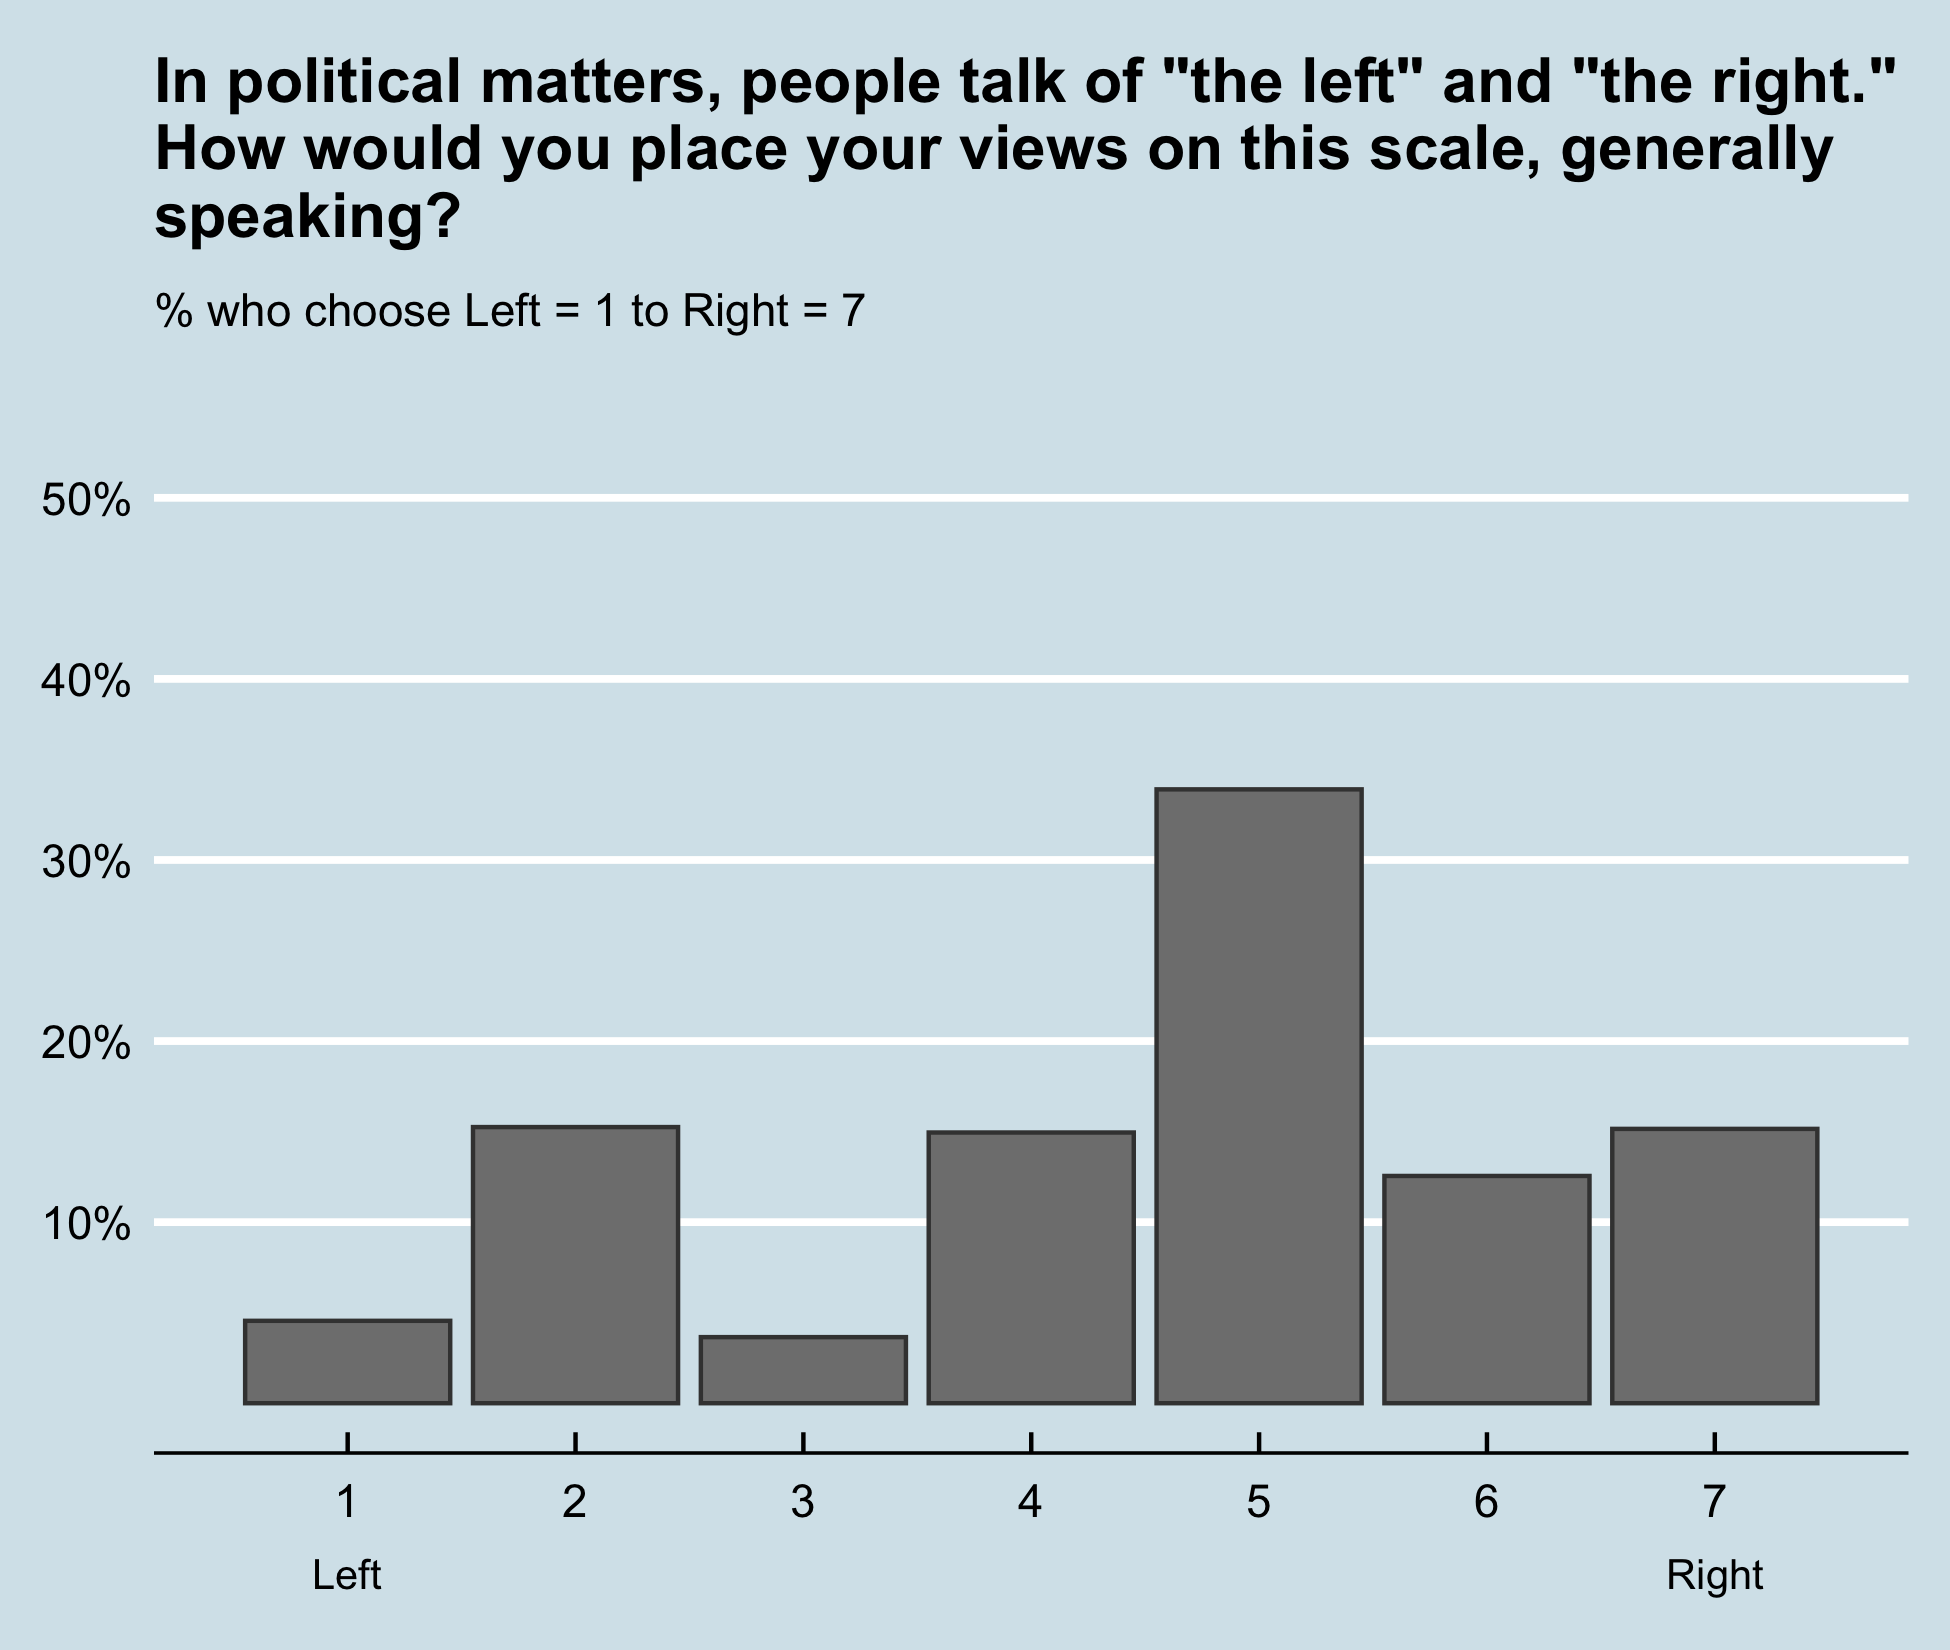 In political matters, people talk of "the left" and "the right."
How would you place your views on this scale, generally
speaking?
% who choose Left = 1 to Right = 7
50%
40%
30%
20%
10%
1 2 3 4 5 6 7
Left Right